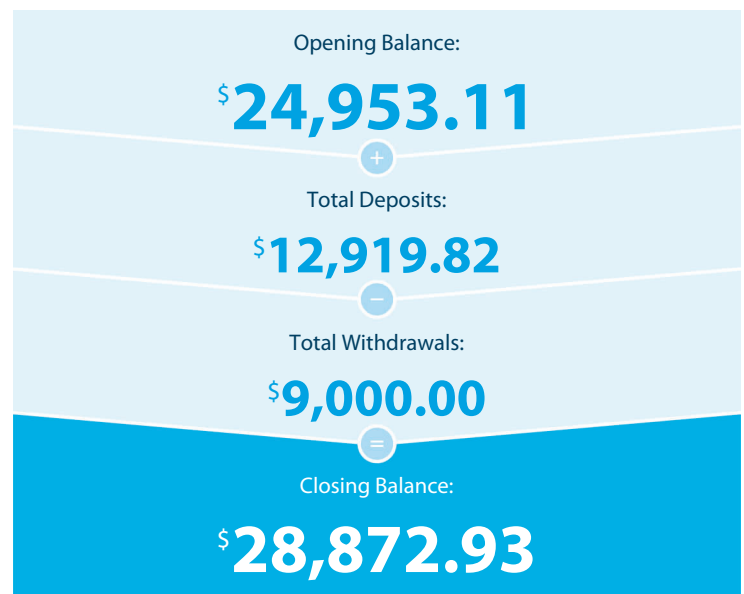 Opening Balance:
$24,953.11
+
Total Deposits:
$12,919.82
−
Total Withdrawals:
$9,000.00
=
Closing Balance:
$28,872.93